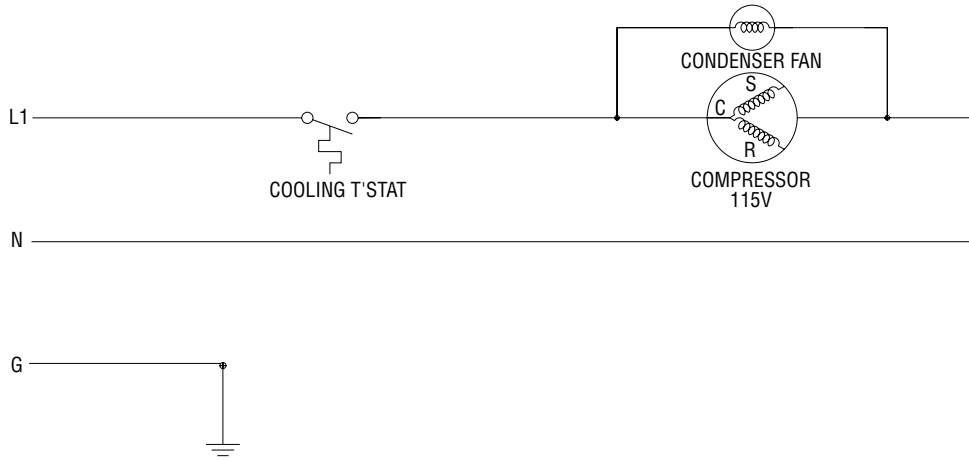 CONDENSER FAN
S
L1
C
R
COOLING T'STAT
COMPRESSOR
115V
N
G